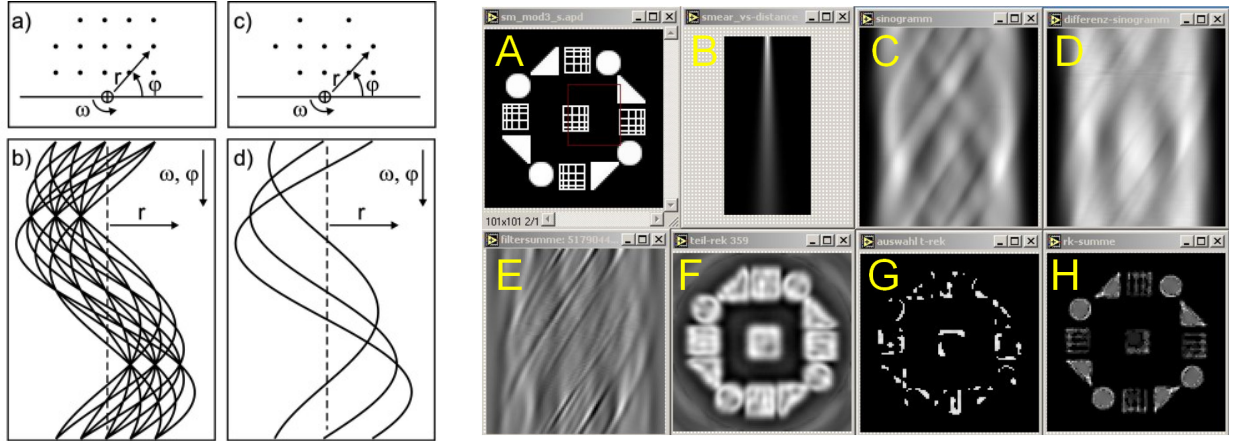 a)
r
φ
ω
c)
r
φ
ω
b)
ω, φ
r
d)
ω, φ
r
sm_mod3_s.apd
A
101x101 2/1
smear_vs-distance
B
sinogramm
C
differenz-sinogramm
D
filtersumme: 5179044...
E
teil-rek 359
F
auswahl t-rek
G
rk-summe
H